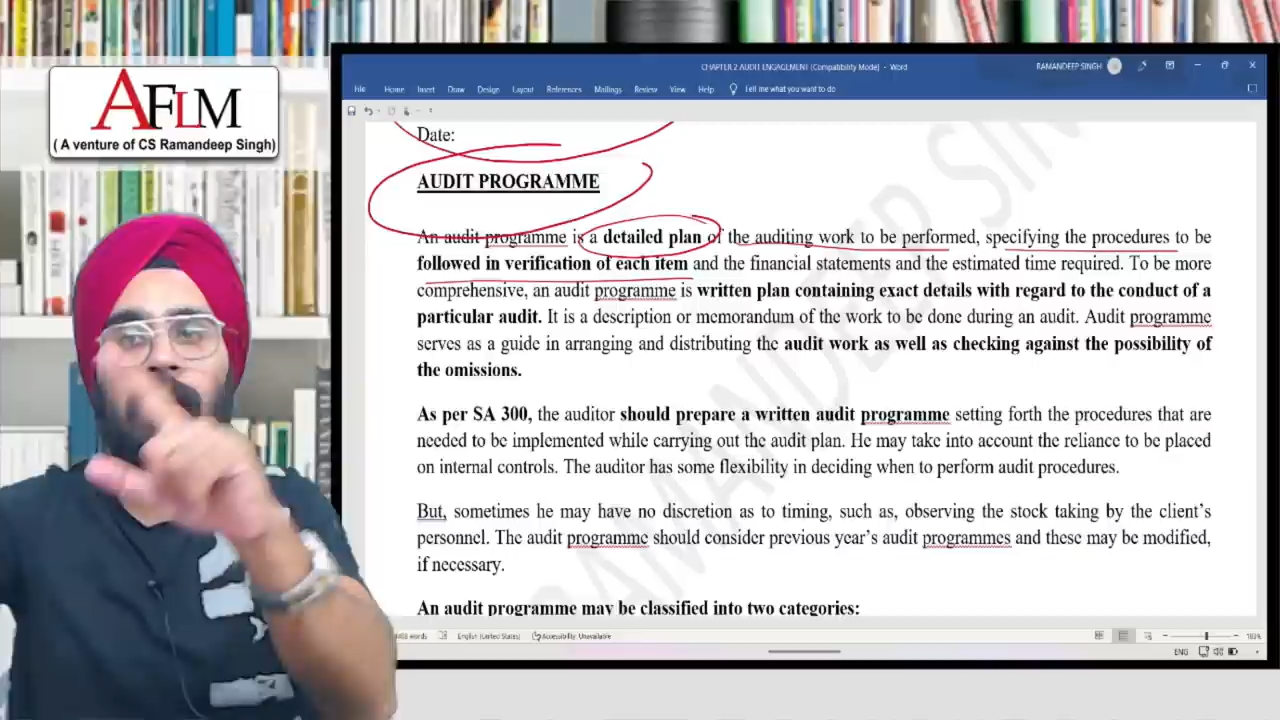 AFLM
( A venture of CS Ramandeep Singh)
CHAPTER 2 AUDIT ENGAGEMENT [Compatibility Mode] - Word
RAMANDEEP SINGH
File Home Insert Draw Design Layout References Mailings Review View Help Tell me what you want to do
Date:
AUDIT PROGRAMME
An audit programme is a detailed plan of the auditing work to be performed, specifying the procedures to be
followed in verification of each item and the financial statements and the estimated time required. To be more
comprehensive, an audit programme is written plan containing exact details with regard to the conduct of a
particular audit. It is a description or memorandum of the work to be done during an audit. Audit programme
serves as a guide in arranging and distributing the audit work as well as checking against the possibility of
the omissions.
As per SA 300, the auditor should prepare a written audit programme setting forth the procedures that are
needed to be implemented while carrying out the audit plan. He may take into account the reliance to be placed
on internal controls. The auditor has some flexibility in deciding when to perform audit procedures.
But, sometimes he may have no discretion as to timing, such as, observing the stock taking by the client's
personnel. The audit programme should consider previous year's audit programmes and these may be modified,
if necessary.
An audit programme may be classified into two categories:
RAMANDEEP SIN
words English (United States) Accessibility: Unavailable
ENG